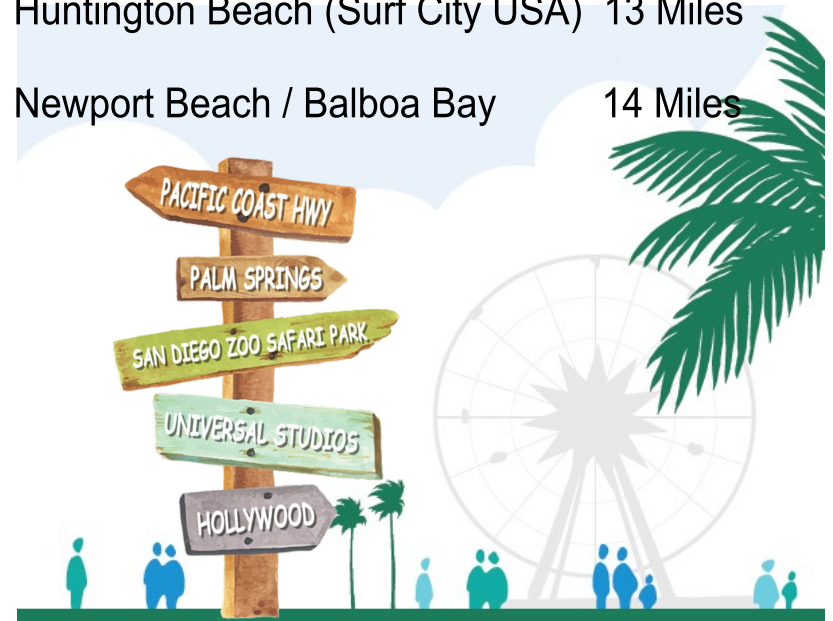 Huntington Beach (Surf City USA) 13 Miles
Newport Beach / Balboa Bay 14 Miles
PACIFIC COAST HWY
PALM SPRINGS
SAN DIEGO ZOO SAFARI PARK
UNIVERSAL STUDIOS
HOLLYWOOD